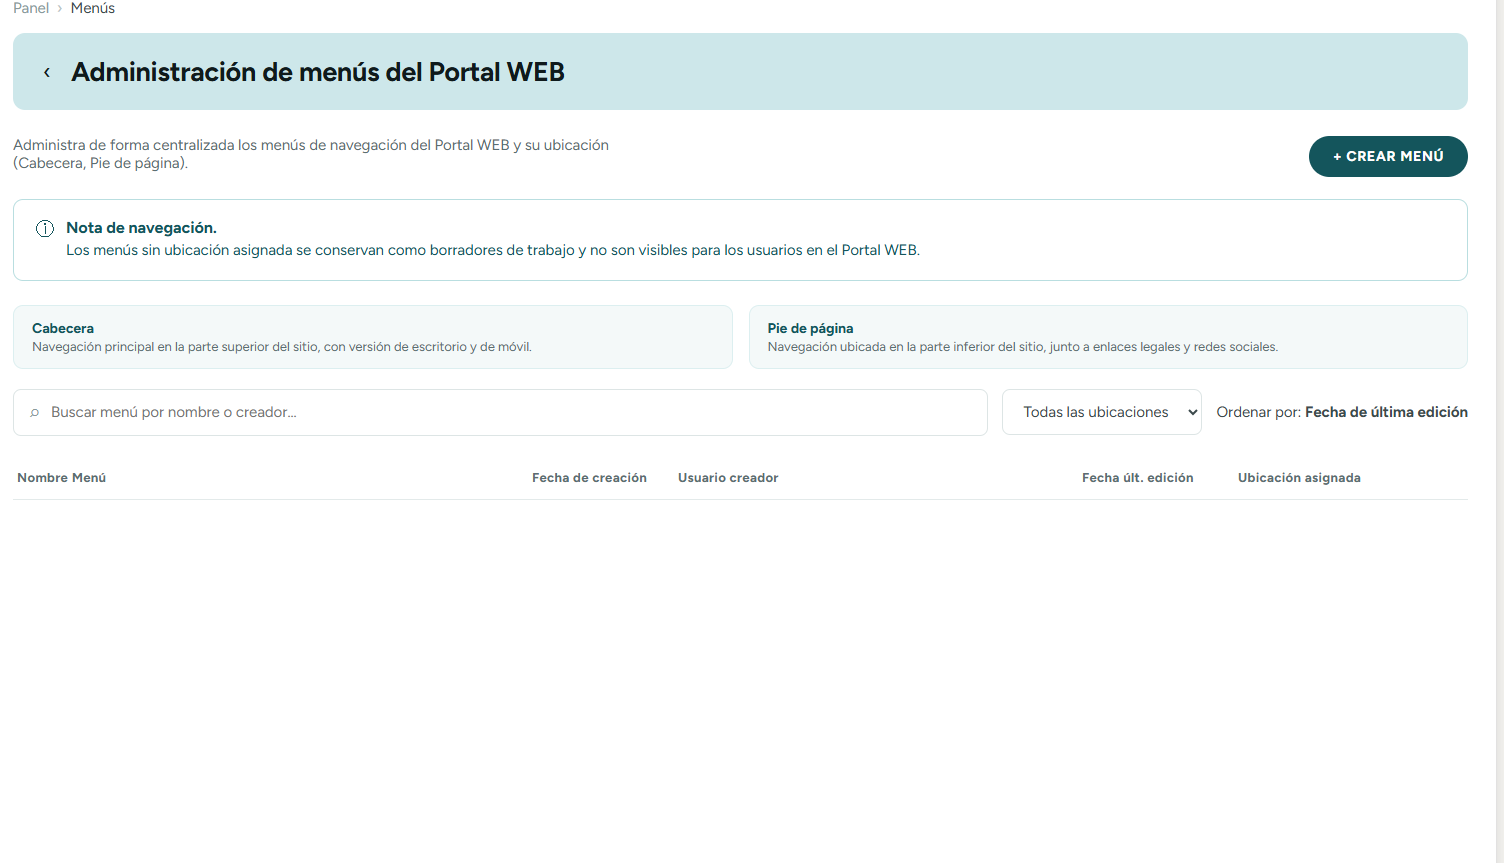 Panel › Menús
‹ Administración de menús del Portal WEB
Administra de forma centralizada los menús de navegación del Portal WEB y su ubicación
(Cabecera, Pie de página).
+ CREAR MENÚ
Nota de navegación.
Los menús sin ubicación asignada se conservan como borradores de trabajo y no son visibles para los usuarios en el Portal WEB.
Cabecera
Navegación principal en la parte superior del sitio, con versión de escritorio y de móvil.
Pie de página
Navegación ubicada en la parte inferior del sitio, junto a enlaces legales y redes sociales.
Buscar menú por nombre o creador...
Todas las ubicaciones
Ordenar por: Fecha de última edición
Nombre Menú Fecha de creación Usuario creador Fecha últ. edición Ubicación asignada